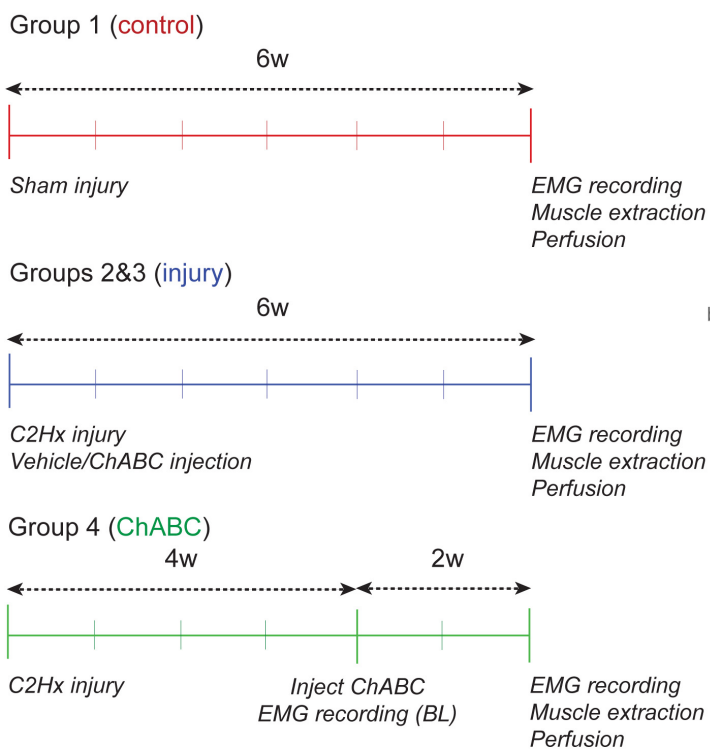 Group 1 (control)
6w
Sham injury
EMG recording
Muscle extraction
Perfusion
Groups 2&3 (injury)
6w
C2Hx injury
Vehicle/ChABC injection
EMG recording
Muscle extraction
Perfusion
Group 4 (ChABC)
4w 2w
C2Hx injury
Inject ChABC
EMG recording (BL)
EMG recording
Muscle extraction
Perfusion